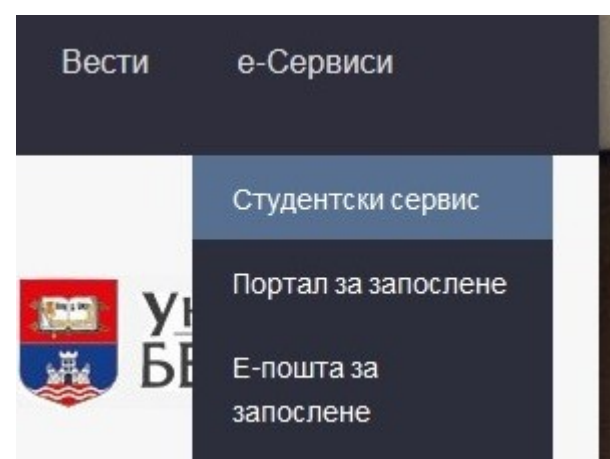 Вести е-Сервиси
Студентски сервис
Портал за запослене
Е-пошта за
запослене